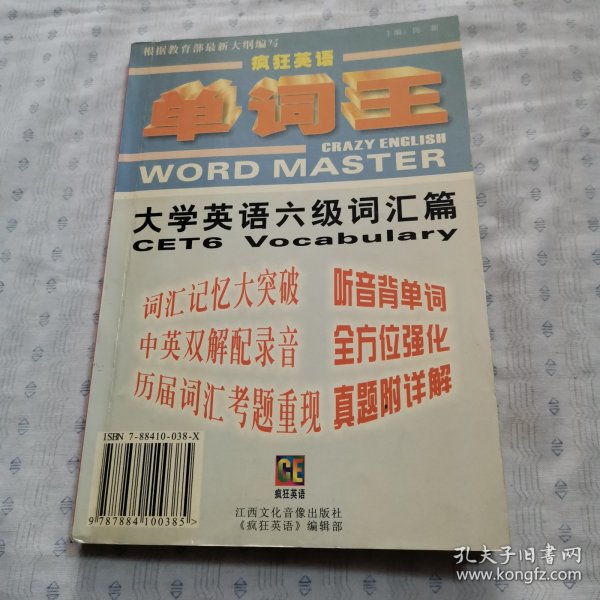 根据教育部最新大纲编写
主编:
疯狂英语
单词王
CRAZY ENGLISH
WORD MASTER
大学英语六级词汇篇
CET6 Vocabulary
词汇记忆大突破
听音背单词
中英双解配录音
全方位强化
历届词汇考题重现
真题附详解
ISBN 7-88410-038-X
9 787884 100385>
CE
疯狂英语
江西文化音像出版社
《疯狂英语》编辑部
孔夫子旧书网
www.kongfz.com